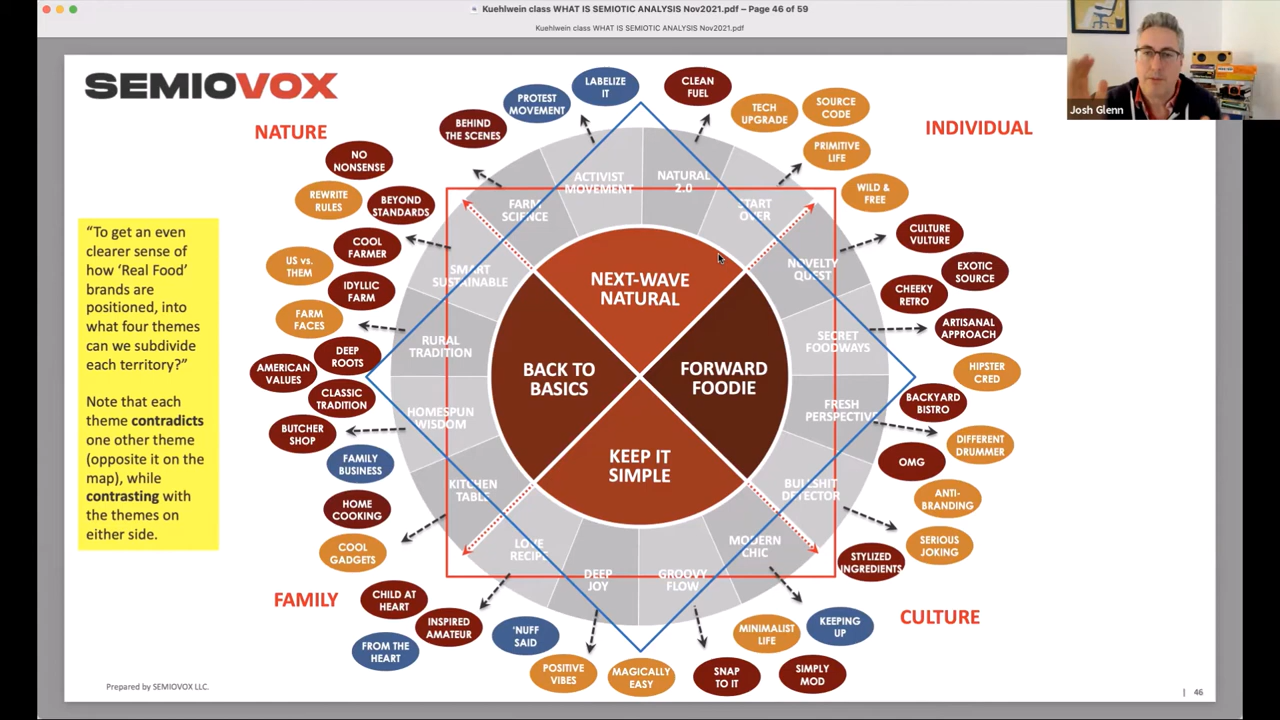 Kuehlwein class WHAT IS SEMIOTIC ANALYSIS Nov2021.pdf – Page 46 of 59
Kuehlwein class WHAT IS SEMIOTIC ANALYSIS Nov2021.pdf
Josh Glenn
SEMIOVOX
NATURE
INDIVIDUAL
FAMILY
CULTURE
“To get an even
clearer sense of
how ‘Real Food’
brands are
positioned, into
what four themes
can we subdivide
each territory?”
Note that each
theme contradicts
one other theme
(opposite it on the
map), while
contrasting with
the themes on
either side.
NEXT-WAVE
NATURAL
FORWARD
FOODIE
KEEP IT
SIMPLE
BACK TO
BASICS
NATURAL
2.0
START
OVER
NOVELTY
QUEST
SECRET
FOODWAYS
FRESH
PERSPECTIVE
BULLSHIT
DETECTOR
MODERN
CHIC
GROOVY
FLOW
DEEP
JOY
LOVE
RECIPE
KITCHEN
TABLE
HOMESPUN
WISDOM
RURAL
TRADITION
SMART
SUSTAINABLE
FARM
SCIENCE
ACTIVIST
MOVEMENT
LABELIZE
IT
CLEAN
FUEL
TECH
UPGRADE
SOURCE
CODE
PRIMITIVE
LIFE
WILD &
FREE
CULTURE
VULTURE
EXOTIC
SOURCE
CHEEKY
RETRO
ARTISANAL
APPROACH
HIPSTER
CRED
BACKYARD
BISTRO
DIFFERENT
DRUMMER
OMG
ANTI-
BRANDING
SERIOUS
JOKING
STYLIZED
INGREDIENTS
KEEPING
UP
MINIMALIST
LIFE
SIMPLY
MOD
SNAP
TO IT
MAGICALLY
EASY
POSITIVE
VIBES
'NUFF
SAID
INSPIRED
AMATEUR
FROM THE
HEART
CHILD AT
HEART
COOL
GADGETS
HOME
COOKING
FAMILY
BUSINESS
BUTCHER
SHOP
CLASSIC
TRADITION
AMERICAN
VALUES
DEEP
ROOTS
FARM
FACES
IDYLLIC
FARM
US vs.
THEM
COOL
FARMER
BEYOND
STANDARDS
REWRITE
RULES
NO
NONSENSE
BEHIND
THE SCENES
PROTEST
MOVEMENT
Prepared by SEMIOVOX LLC.
| 46